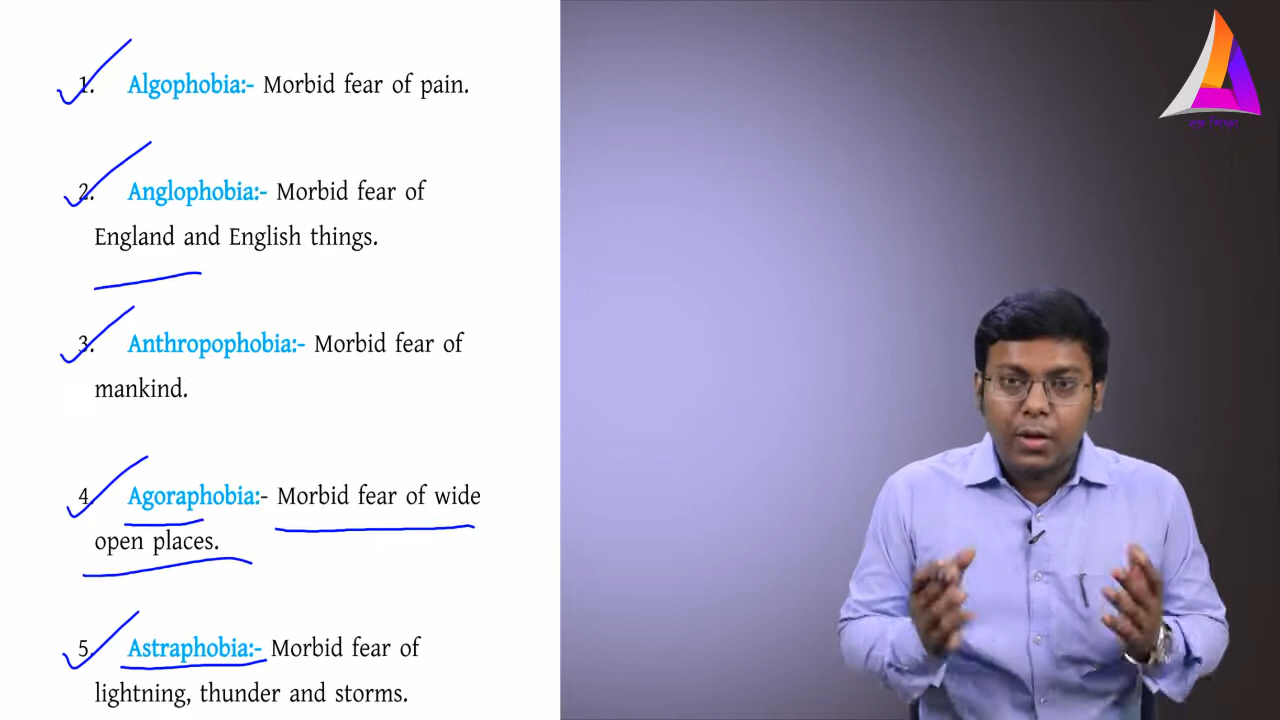 1. Algophobia:- Morbid fear of pain.
2. Anglophobia:- Morbid fear of
England and English things.
3. Anthropophobia:- Morbid fear of
mankind.
4. Agoraphobia:- Morbid fear of wide
open places.
5. Astraphobia:- Morbid fear of
lightning, thunder and storms.